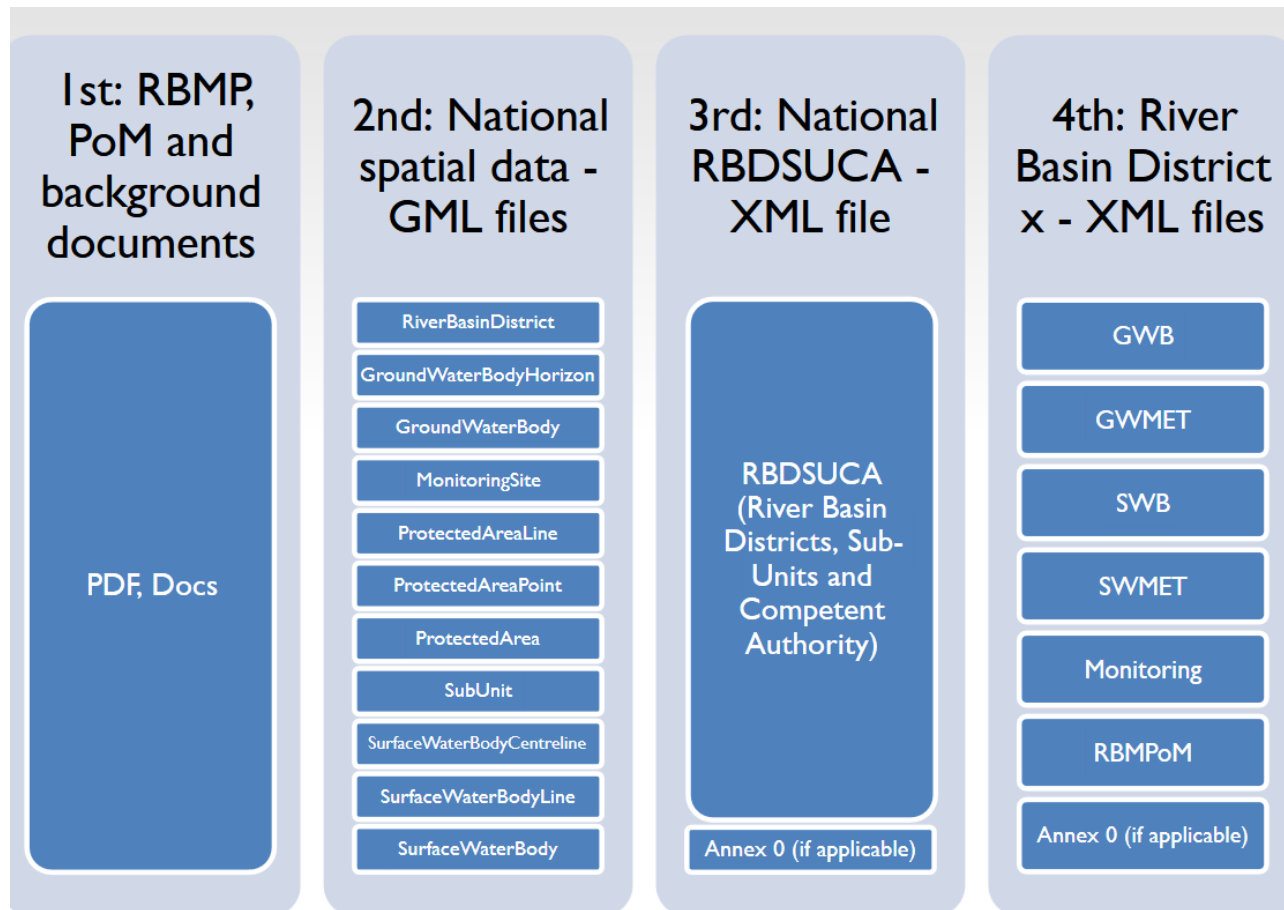 1st: RBMP,
PoM and
background
documents
PDF, Docs
2nd: National
spatial data -
GML files
RiverBasinDistrict
GroundWaterBodyHorizon
GroundWaterBody
MonitoringSite
ProtectedAreaLine
ProtectedAreaPoint
ProtectedArea
SubUnit
SurfaceWaterBodyCentreline
SurfaceWaterBodyLine
SurfaceWaterBody
3rd: National
RBDSUCA -
XML file
RBDSUCA
(River Basin
Districts, Sub-
Units and
Competent
Authority)
Annex 0 (if applicable)
4th: River
Basin District
x - XML files
GWB
GWMET
SWB
SWMET
Monitoring
RBMPoM
Annex 0 (if applicable)